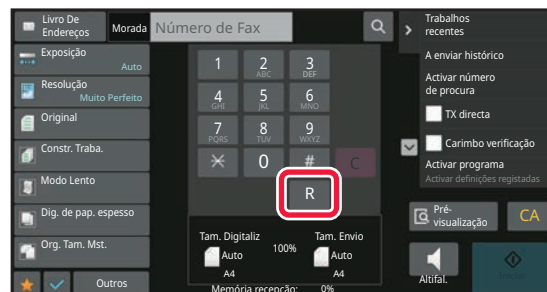 Livro De
Endereços
Morada
Número de Fax
Trabalhos
recentes
Exposição
Auto
Resolução
Muito Perfeito
Original
Constr. Traba.
Modo Lento
Dig. de pap. espesso
Org. Tam. Mst.
Outros
1
2
ABC
3
DEF
4
GHI
5
JKL
6
MNO
7
PQRS
8
TUV
9
WXYZ
0
#
C
R
Tam. Digitaliz
100%
Tam. Envio
Auto
A4
Auto
A4
Memória recepção:
0%
A enviar histórico
Activar número
de procura
TX directa
Carimbo verificação
Activar programa
Activar definições registadas
Pré-
visualização
CA
Altifal.
Iniciar